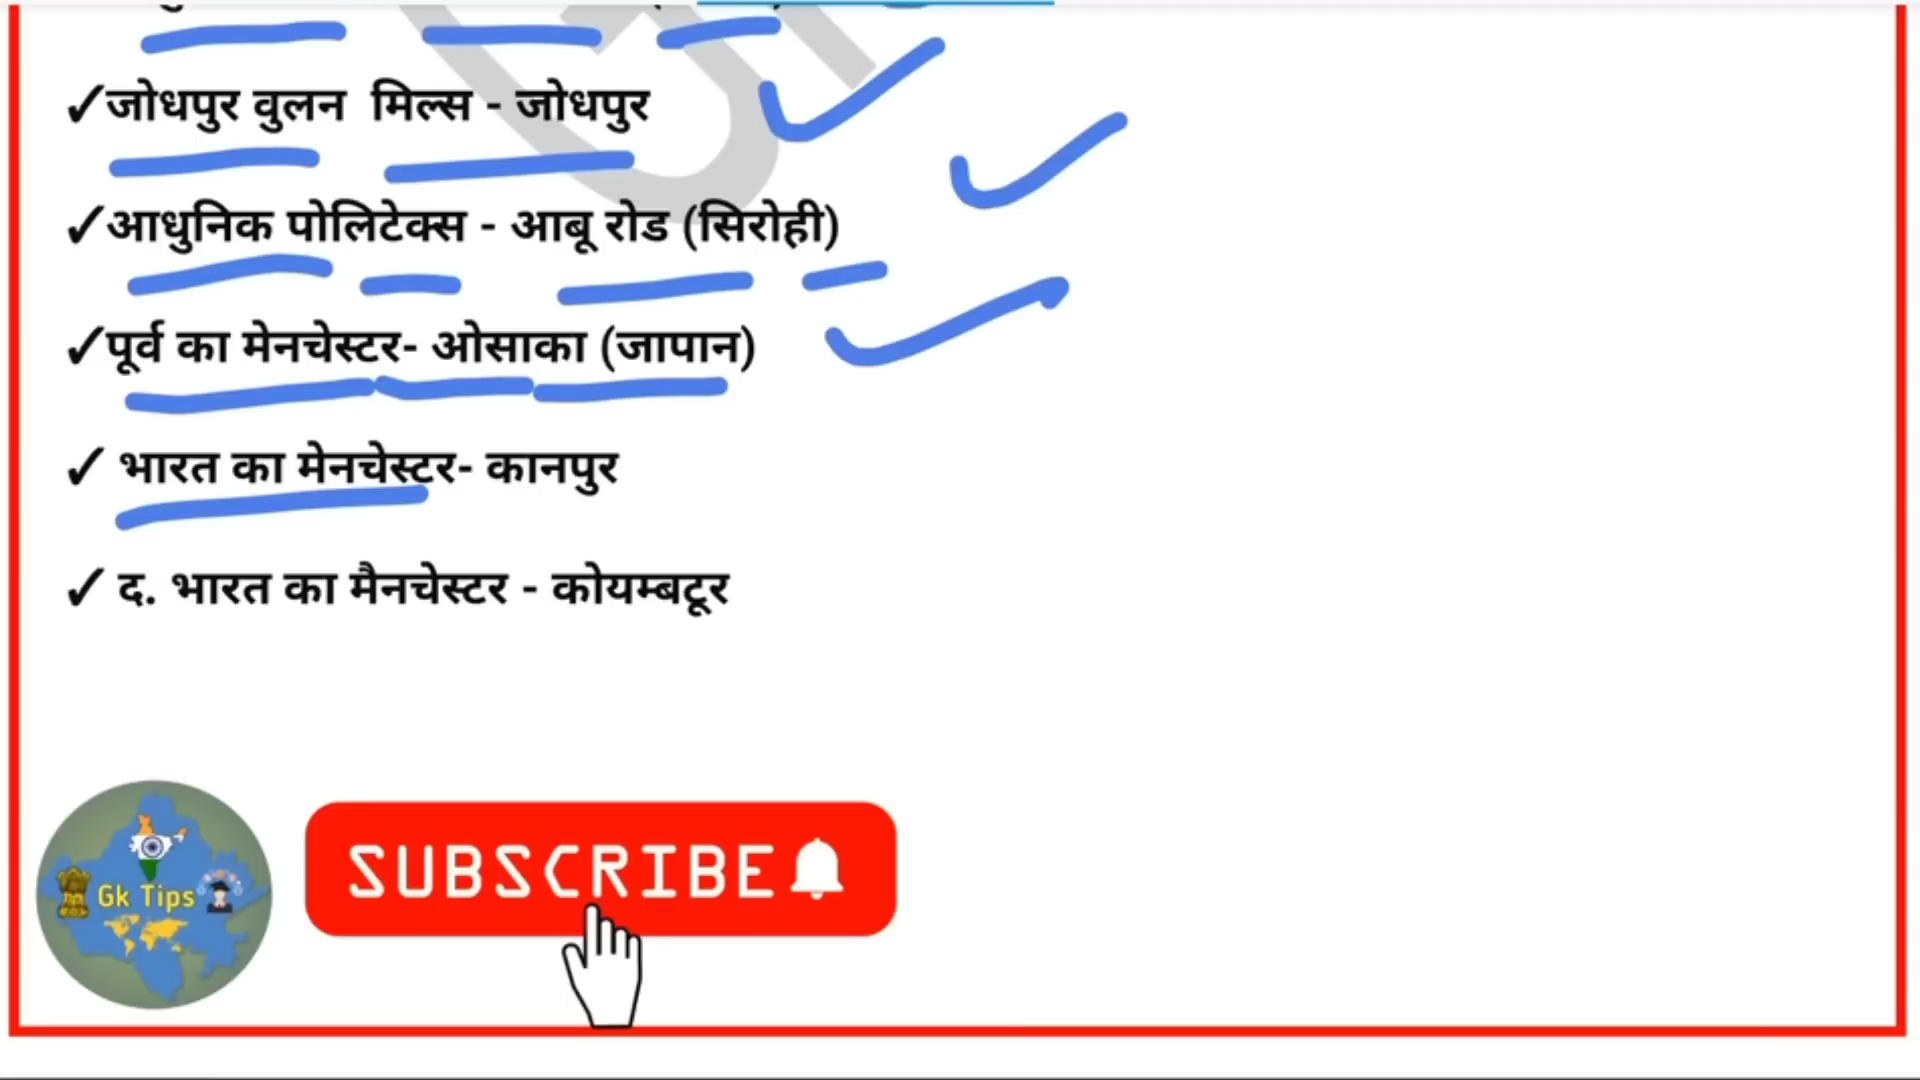 ✓जोधपुर वुलन मिल्स - जोधपुर
✓आधुनिक पोलिटेक्स - आबू रोड (सिरोही)
✓पूर्व का मेनचेस्टर- ओसाका (जापान)
✓ भारत का मेनचेस्टर- कानपुर
✓ द. भारत का मैनचेस्टर - कोयम्बटूर
Gk Tips
SUBSCRIBE